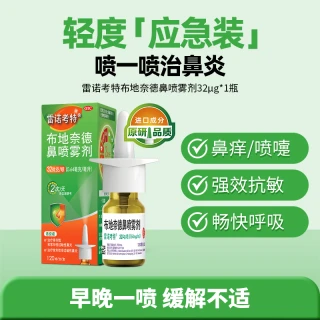 轻度「应急装」
喷一喷治鼻炎
雷诺考特布地奈德鼻喷雾剂32μg*1瓶
进口成分
原研品质
雷诺考特
布地奈德
鼻喷雾剂
布地奈德鼻喷雾剂
鼻痒/喷嚏
强效抗敏
畅快呼吸
早晚一喷 缓解不适